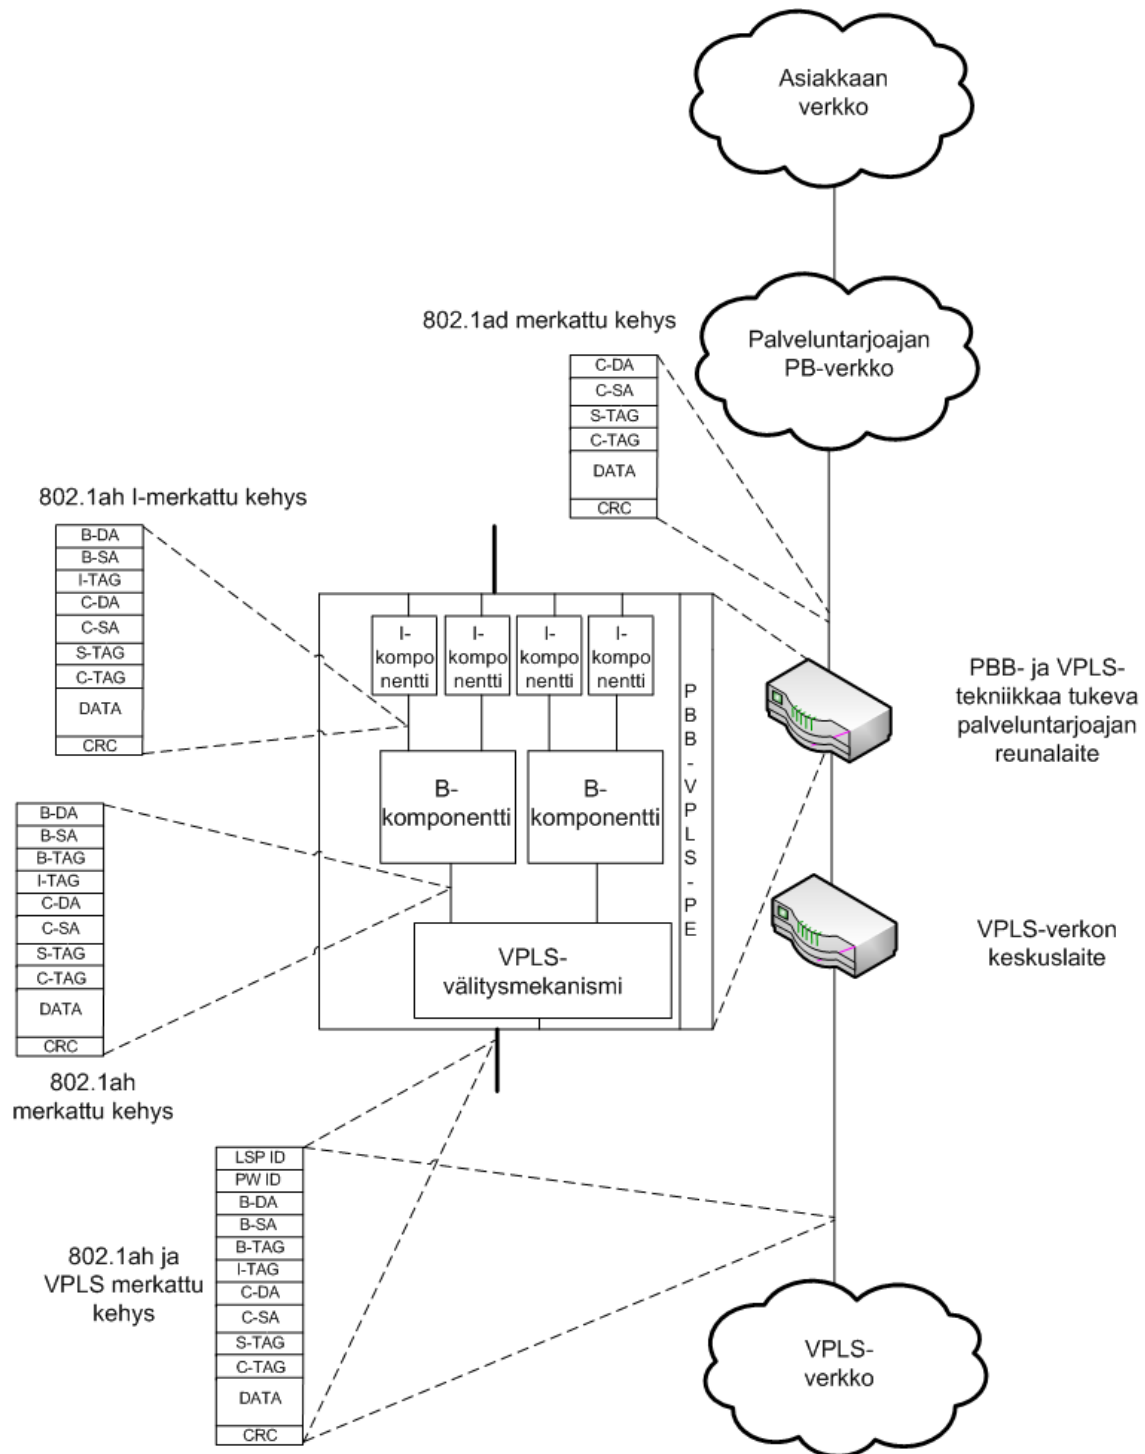 Asiakkaan
verkko
Palveluntarjoajan
PB-verkko
802.1ad merkattu kehys
C-DA
C-SA
S-TAG
C-TAG
DATA
CRC
802.1ah I-merkattu kehys
B-DA
B-SA
I-TAG
C-DA
C-SA
S-TAG
C-TAG
DATA
CRC
I-
kompo
nentti
I-
kompo
nentti
I-
kompo
nentti
I-
kompo
nentti
B-
komponentti
B-
komponentti
VPLS-
välitysmekanismi
P
B
B
-
V
P
L
S
-
P
E
PBB- ja VPLS-
tekniikkaa tukeva
palveluntarjoajan
reunalaite
VPLS-verkon
keskuslaite
B-DA
B-SA
B-TAG
I-TAG
C-DA
C-SA
S-TAG
C-TAG
DATA
CRC
802.1ah
merkattu kehys
LSP ID
PW ID
B-DA
B-SA
B-TAG
I-TAG
C-DA
C-SA
S-TAG
C-TAG
DATA
CRC
802.1ah ja
VPLS merkattu
kehys
VPLS-
verkko